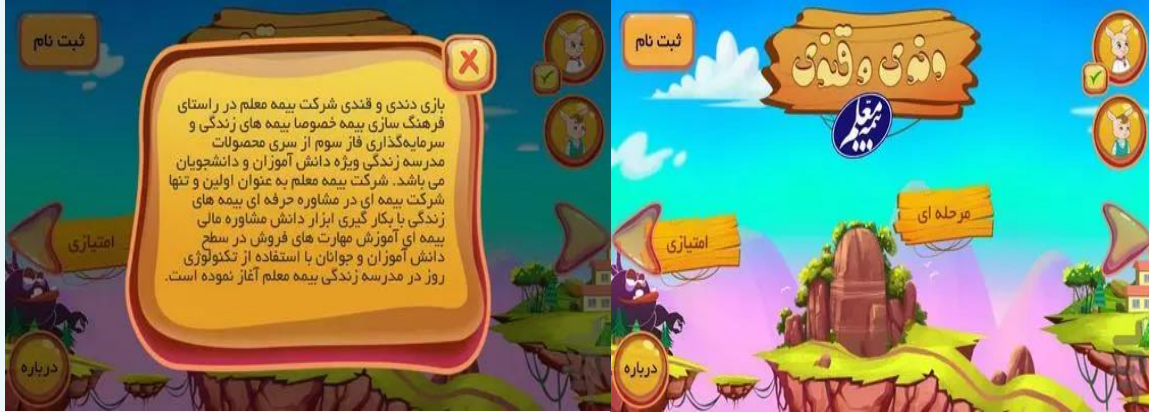 ثبت نام
بازی دندی و قندی شرکت بیمه معلم در راستای
فرهنگ سازی بیمه خصوصا بیمه های زندگی و
سرمایه‌گذاری فاز سوم از سری محصولات
مدرسه زندگی ویژه دانش آموزان و دانشجویان
می باشد. شرکت بیمه معلم به عنوان اولین و تنها
شرکت بیمه ای در مشاوره حرفه ای بیمه های
زندگی با بکار گیری ابزار دانش مشاوره مالی
بیمه ای آموزش مهارت های فروش در سطح
دانش آموزان و جوانان با استفاده از تکنولوژی
روز در مدرسه زندگی بیمه معلم آغاز نموده است.
امتیازی
درباره
ثبت نام
دندی و قندی
بیمه معلم
مرحله ای
امتیازی
درباره